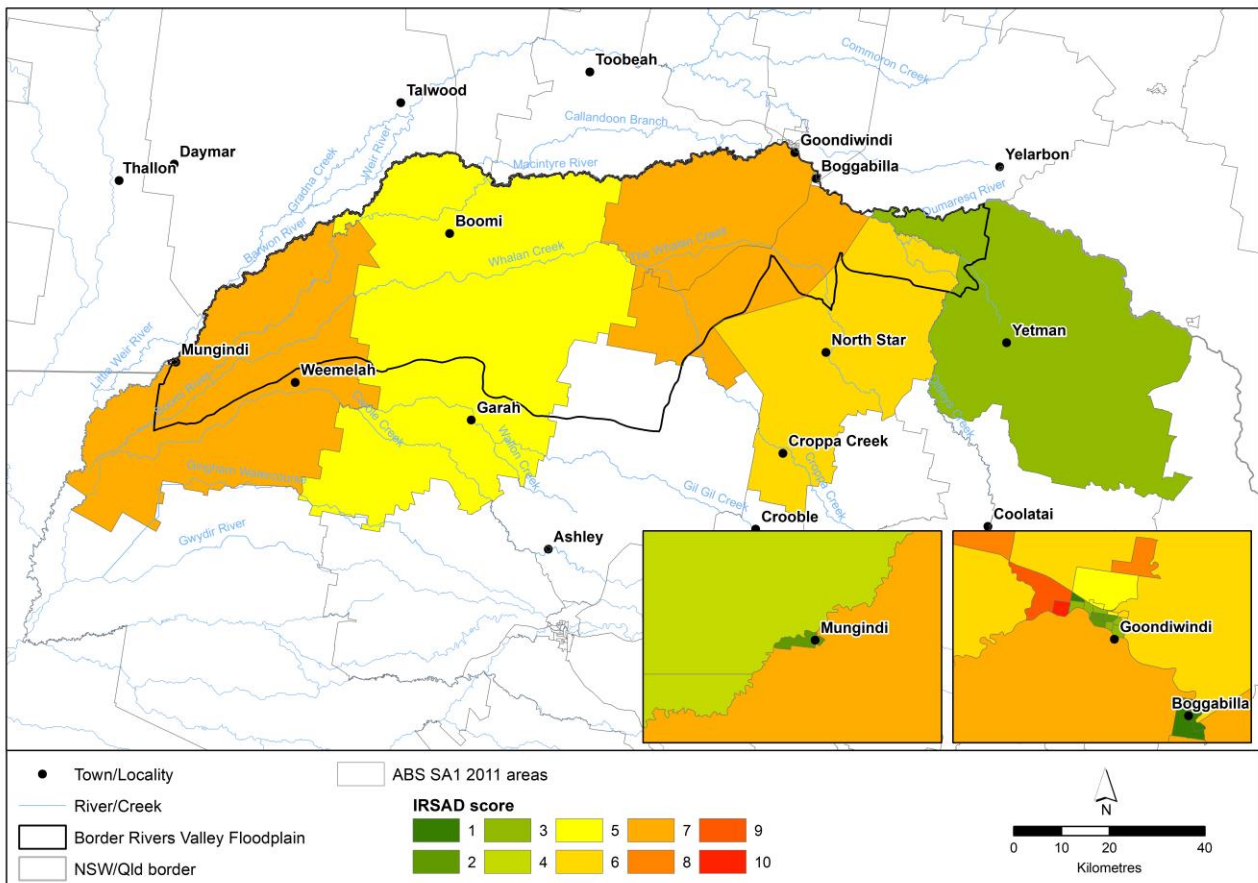 Toobeah
Commoron Creek
Talwood
Callandoon Branch
Goondiwindi
Daymar
Thallon
Gradna Creek
Weir River
Macintyre River
Boggabilla
Yelarbon
Dumaresq River
Boomi
Barwon River
Whalan Creek
Whalan Creek
Little Weir River
Mungindi
Weemelah
North Star
Yetman
Garah
Croppa Creek
Croppa Creek
Gil Gil Creek
Gwydir River
Crooble
Coolatai
Ashley
Mungindi
Goondiwindi
Boggabilla
Town/Locality
River/Creek
Border Rivers Valley Floodplain
NSW/Qld border
ABS SA1 2011 areas
IRSAD score
1 3 5 7 9
2 4 6 8 10
N
0 10 20 40
Kilometres